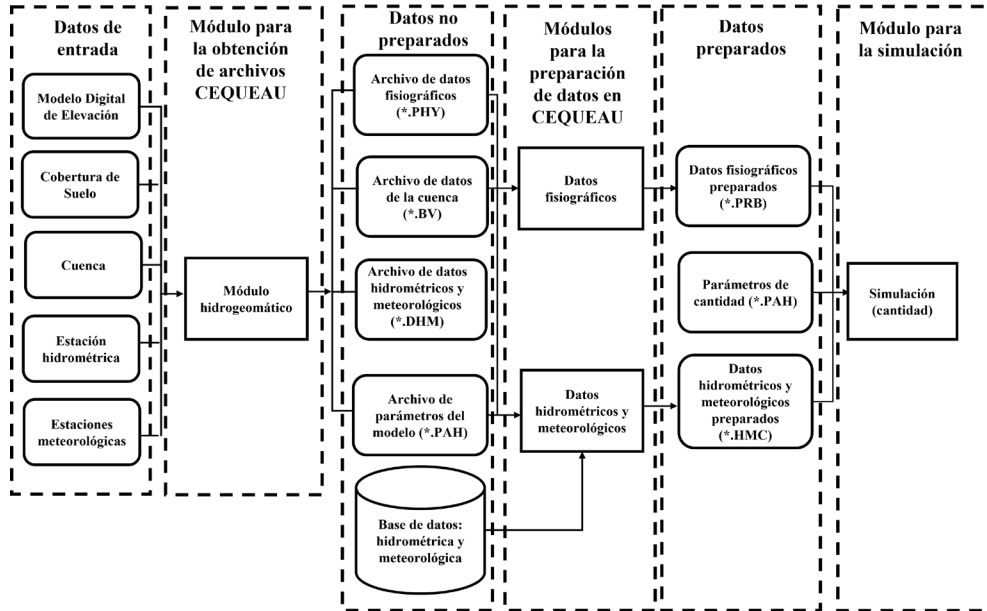 Datos de
entrada
Modelo Digital
de Elevación
Cobertura de
Suelo
Cuenca
Estación
hidrométrica
Estaciones
meteorológicas
Módulo para
la obtención
de archivos
CEQUEAU
Módulo
hidrogeomático
Datos no
preparados
Archivo de datos
fisiográficos
(*.PHY)
Archivo de datos
de la cuenca
(*.BV)
Archivo de datos
hidrométricos y
meteorológicos
(*.DHM)
Archivo de
parámetros del
modelo (*.PAH)
Base de datos:
hidrométrica y
meteorológica
Módulos
para la
preparación
de datos en
CEQUEAU
Datos
fisiográficos
Datos
hidrométricos y
meteorológicos
Datos
preparados
Datos fisiográficos
preparados
(*.PRB)
Parámetros de
cantidad (*.PAH)
Datos
hidrométricos y
meteorológicos
preparados
(*.HMC)
Módulo para
la simulación
Simulación
(cantidad)